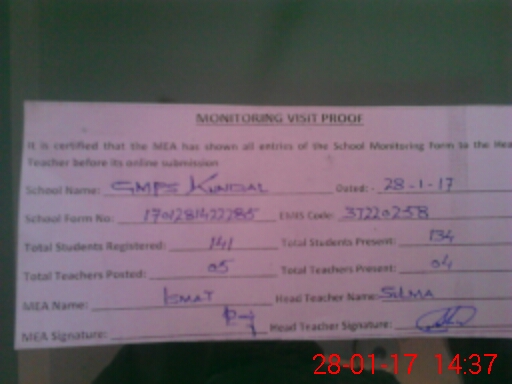 MONITORING VISIT PROOF
It is certified that the MEA has shown all entries of the School Monitoring Form to the Head
Teacher before its online submission
School Name: GMPS KUNDAL Dated:- 28-1-17
School Form No: EMIS Code: 37220258
Total Students Registered: 141 Total Students Present: 134
Total Teachers Posted: 05 Total Teachers Present: 04
MEA Name: ISMAT Head Teacher Name: SILMA
MEA Signature: Head Teacher Signature:
28-01-17 14:37